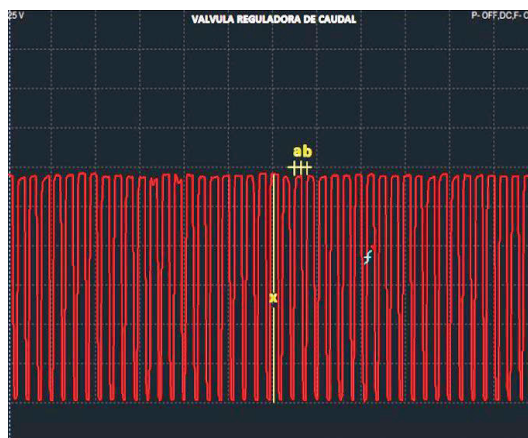 25 V
VALVULA REGULADORA DE CAUDAL
P- OFF,DC,F-
ab
f
x